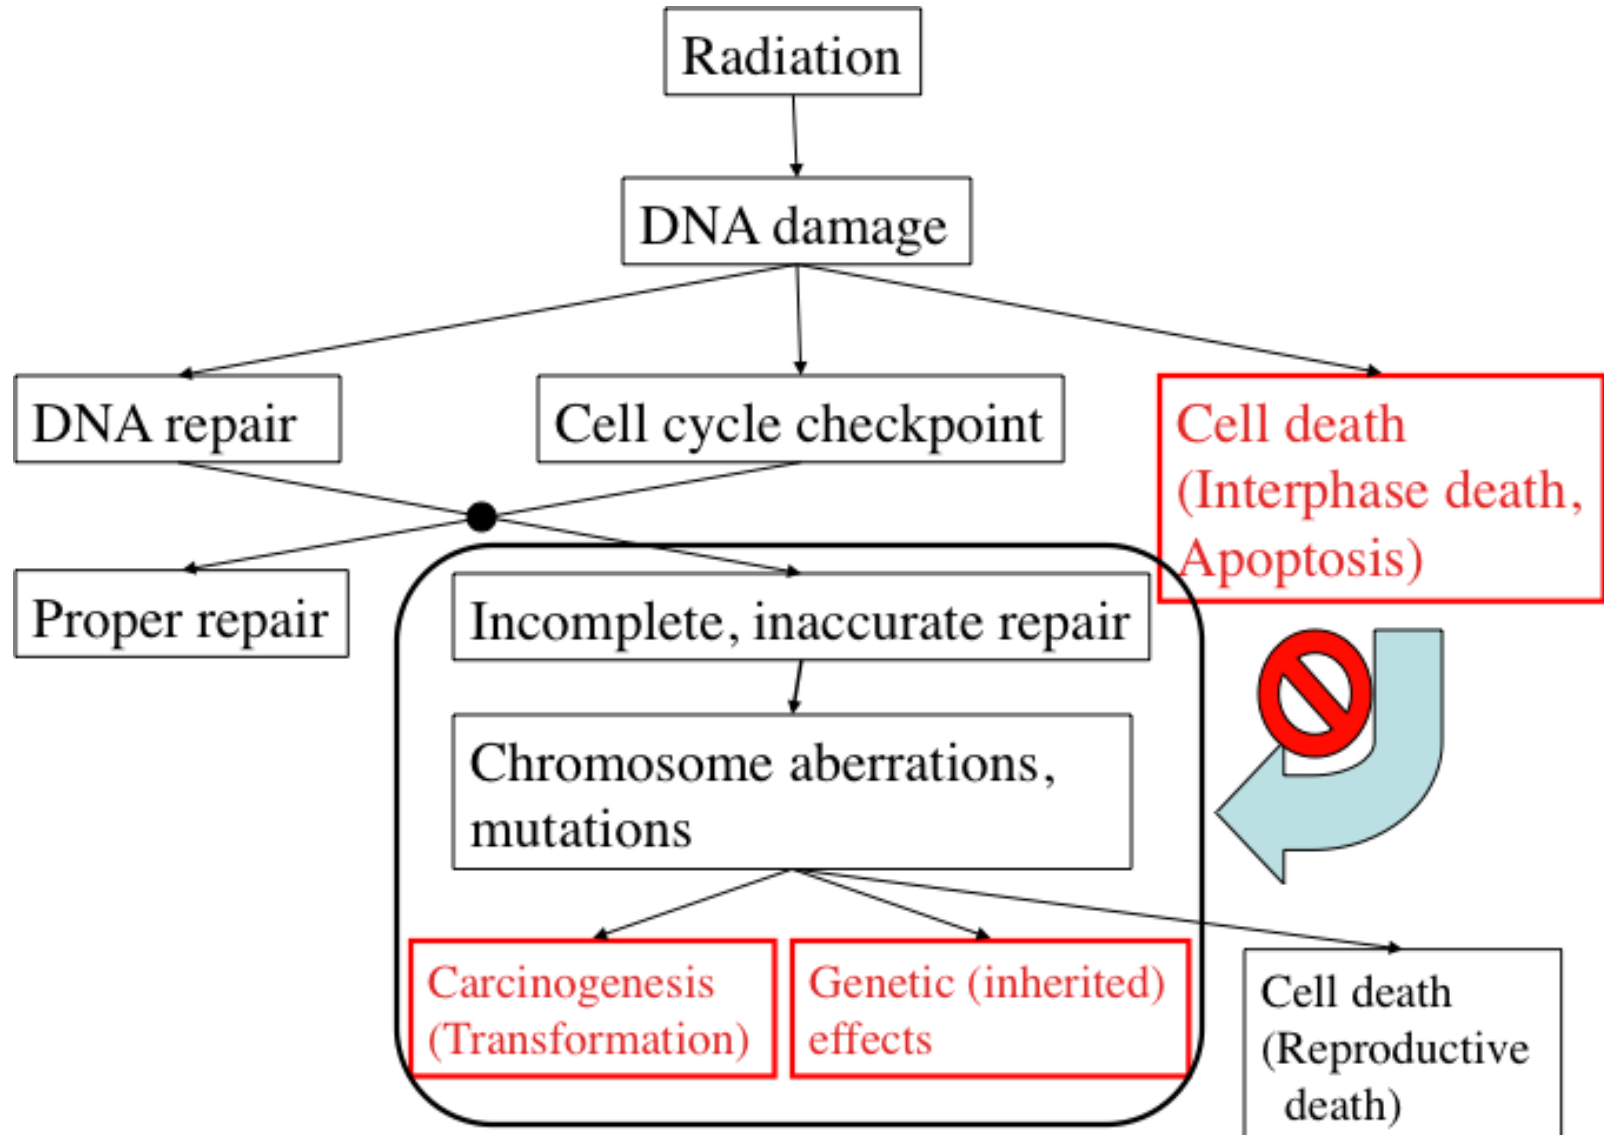 Radiation
DNA damage
DNA repair
Cell cycle checkpoint
Cell death
(Interphase death,
Apoptosis)
Proper repair
Incomplete, inaccurate repair
Chromosome aberrations,
mutations
Carcinogenesis
(Transformation)
Genetic (inherited)
effects
Cell death
(Reproductive
death)